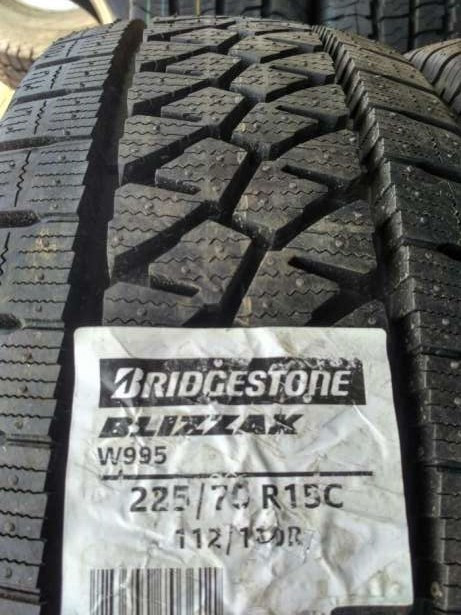 BRIDGESTONE
BLIZZAK
W995
225/70 R15C
112/110R